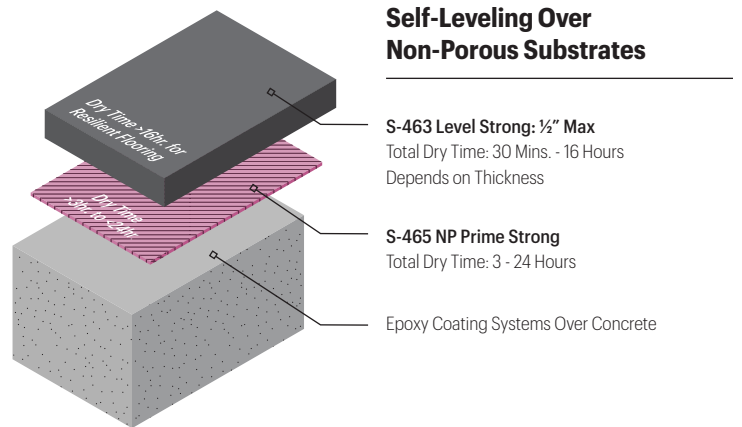 Self-Leveling Over
Non-Porous Substrates
Dry Time >16hr. for
Resilient Flooring
S-463 Level Strong: ½” Max
Total Dry Time: 30 Mins. - 16 Hours
Depends on Thickness
Dry Time
>3hr. to <24hr.
S-465 NP Prime Strong
Total Dry Time: 3 - 24 Hours
Epoxy Coating Systems Over Concrete